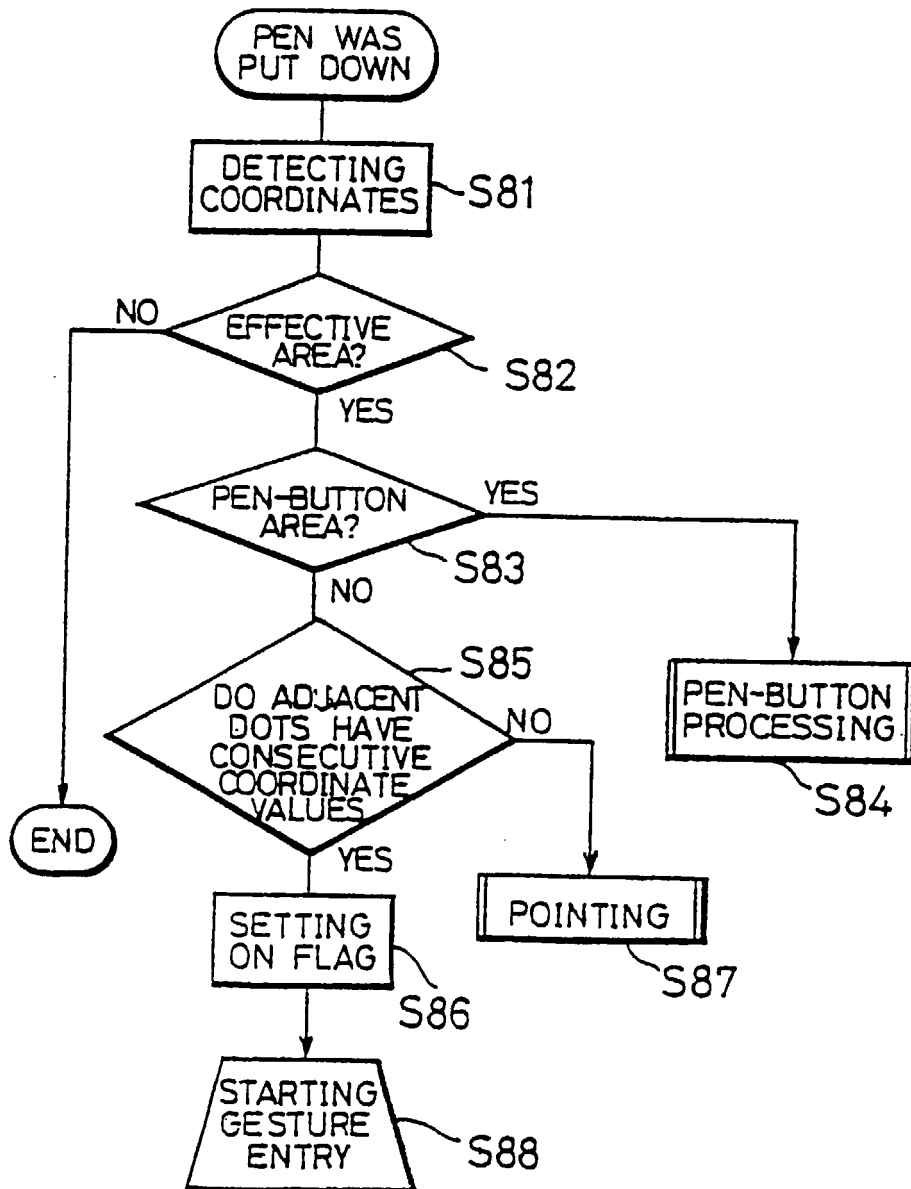 PEN WAS
PUT DOWN
DETECTING
COORDINATES
S81
NO
EFFECTIVE
AREA?
S82
YES
PEN-BUTTON
AREA?
YES
S83
NO
S85
DO ADJACENT
DOTS HAVE
CONSECUTIVE
COORDINATE
VALUES
NO
PEN-BUTTON
PROCESSING
S84
END
YES
SETTING
ON FLAG
S86
POINTING
S87
STARTING
GESTURE
ENTRY
S88